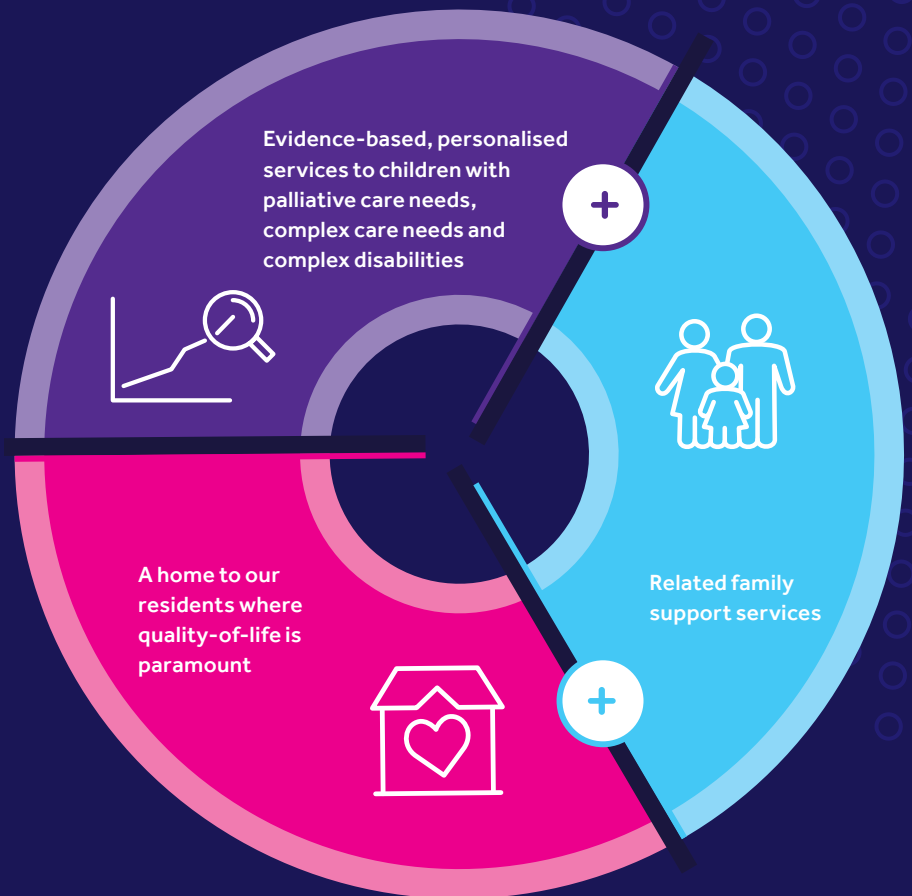 Evidence-based, personalised
services to children with
palliative care needs,
complex care needs and
complex disabilities
+
Related family
support services
+
A home to our
residents where
quality-of-life is
paramount